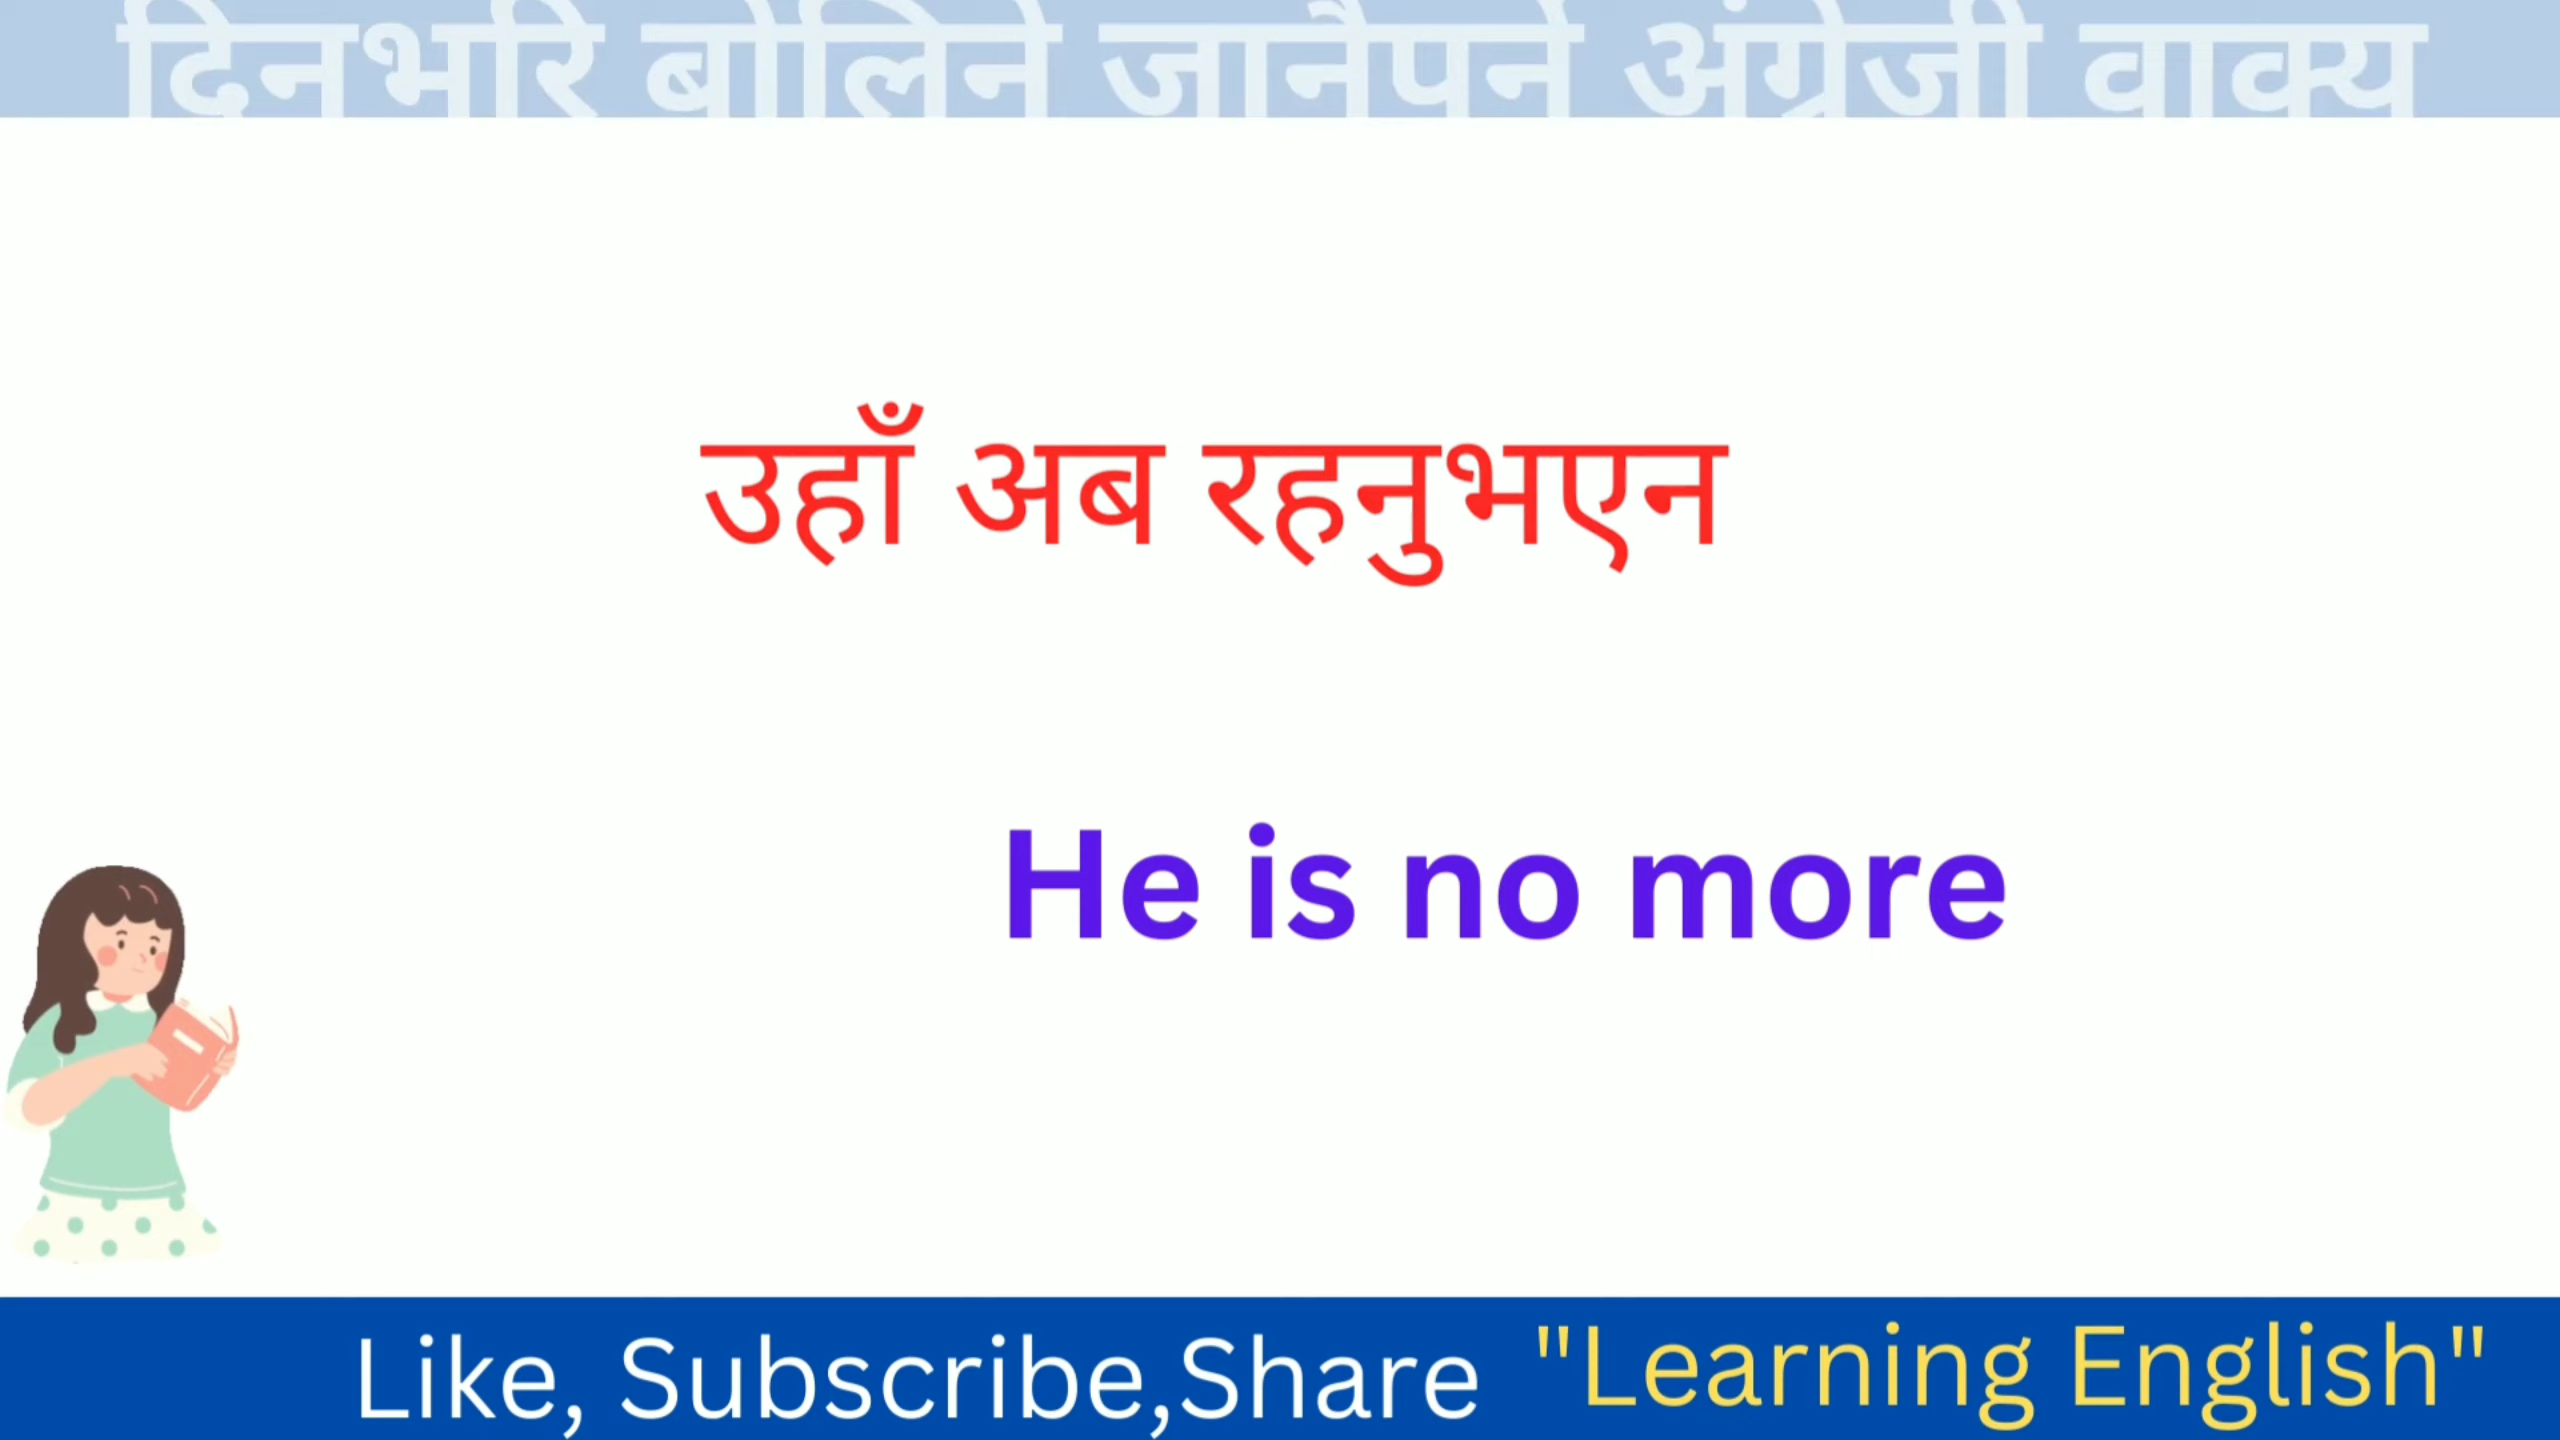 दिनभरि बोलिने जानैपर्ने अंग्रेजी वाक्य
उहाँ अब रहनुभएन
He is no more
Like, Subscribe,Share "Learning English"